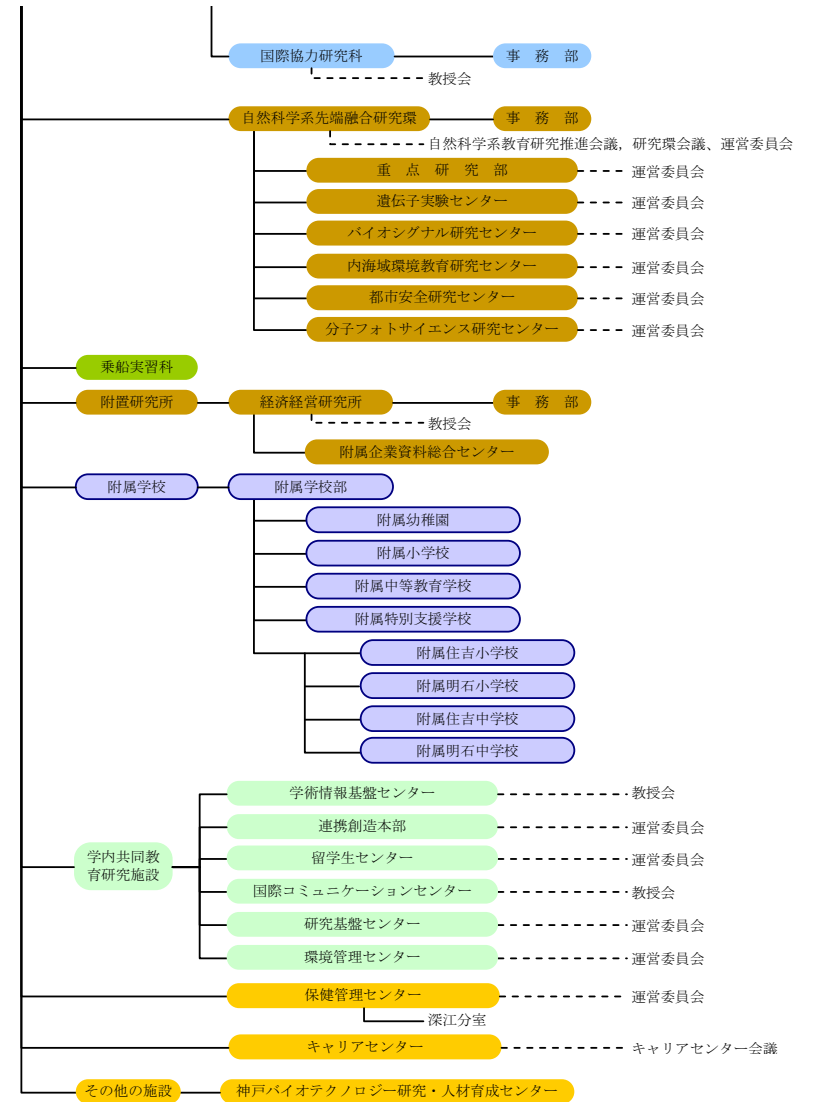 国際協力研究科
事 務 部
教授会
自然科学系先端融合研究環
事 務 部
自然科学系教育研究推進会議，研究環会議、運営委員会
重 点 研 究 部
運営委員会
遺伝子実験センター
運営委員会
バイオシグナル研究センター
運営委員会
内海域環境教育研究センター
運営委員会
都市安全研究センター
運営委員会
分子フォトサイエンス研究センター
運営委員会
乗船実習科
附置研究所
経済経営研究所
事 務 部
教授会
附属企業資料総合センター
附属学校
附属学校部
附属幼稚園
附属小学校
附属中等教育学校
附属特別支援学校
附属住吉小学校
附属明石小学校
附属住吉中学校
附属明石中学校
学内共同教
育研究施設
学術情報基盤センター
教授会
連携創造本部
運営委員会
留学生センター
運営委員会
国際コミュニケーションセンター
教授会
研究基盤センター
運営委員会
環境管理センター
運営委員会
保健管理センター
運営委員会
深江分室
キャリアセンター
キャリアセンター会議
その他の施設
神戸バイオテクノロジー研究・人材育成センター